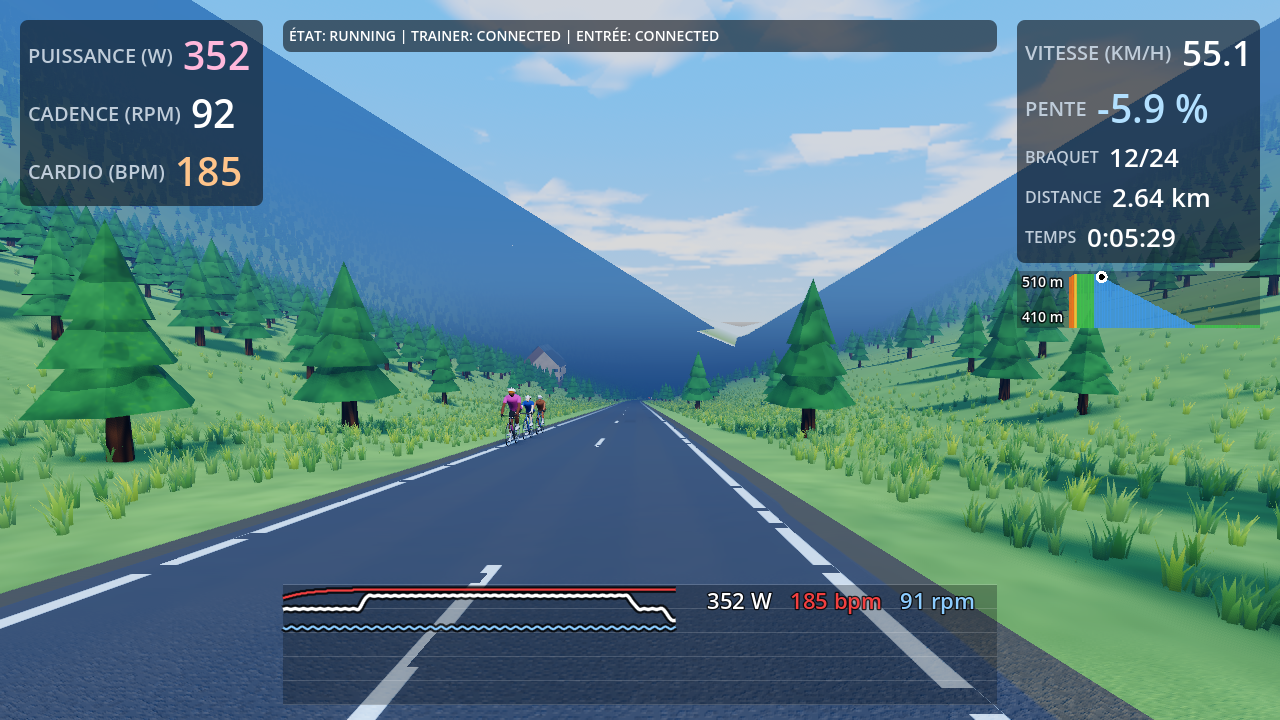 PUISSANCE (W) 352
CADENCE (RPM) 92
CARDIO (BPM) 185
ÉTAT: RUNNING | TRAINER: CONNECTED | ENTRÉE: CONNECTED
VITESSE (KM/H) 55.1
PENTE -5.9 %
BRAQUET 12/24
DISTANCE 2.64 km
TEMPS 0:05:29
510 m
410 m
352 W 185 bpm 91 rpm